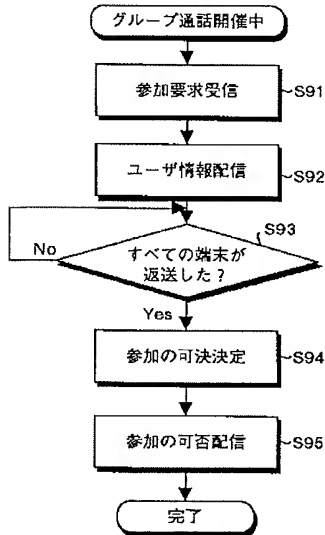 グループ通話開催中
参加要求受信
S91
ユーザ情報配信
S92
S93
すべての端末が
返送した？
No
Yes
参加の可決決定
S94
参加の可否配信
S95
完了